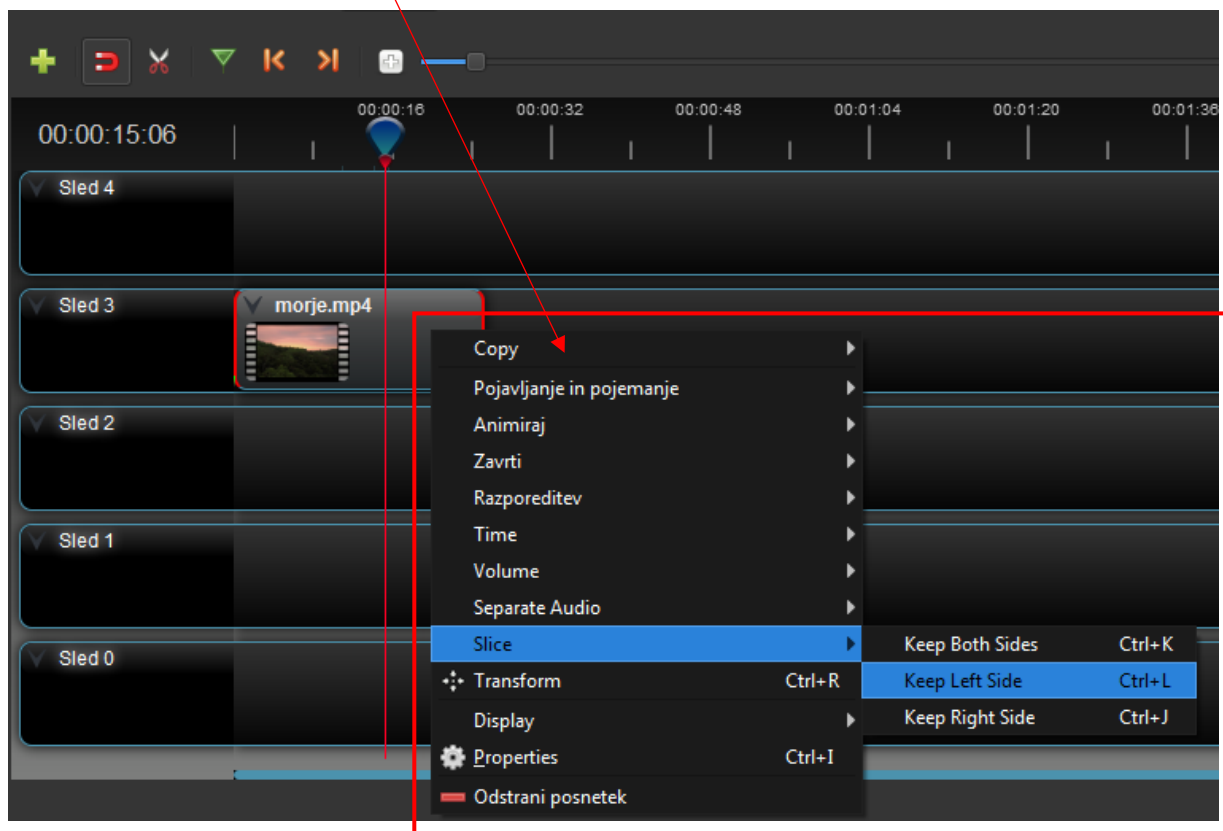 00:00:16 00:00:32 00:00:48 00:01:04 00:01:20 00:01:36
00:00:15:06
Sled 4
Sled 3
morje.mp4
Copy
Pojavljanje in pojemanje
Animiraj
Sled 2
Zavrti
Razporeditev
Time
Sled 1
Volume
Separate Audio
Slice
Keep Both Sides Ctrl+K
Sled 0
Transform Ctrl+R
Keep Left Side Ctrl+L
Display
Keep Right Side Ctrl+J
Properties Ctrl+I
Odstrani posnetek